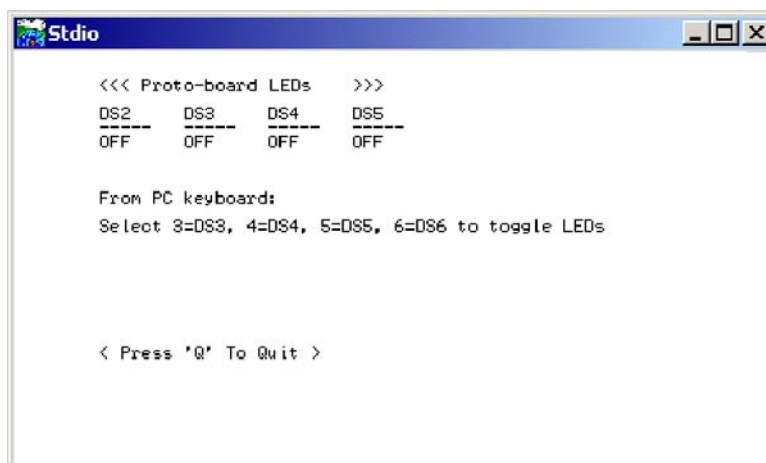 Stdio
<<< Proto-board LEDs >>>
DS2 DS3 DS4 DS5
----- ----- ----- -----
OFF OFF OFF OFF
From PC keyboard:
Select 3=DS3, 4=DS4, 5=DS5, 6=DS6 to toggle LEDs
< Press 'Q' To Quit >